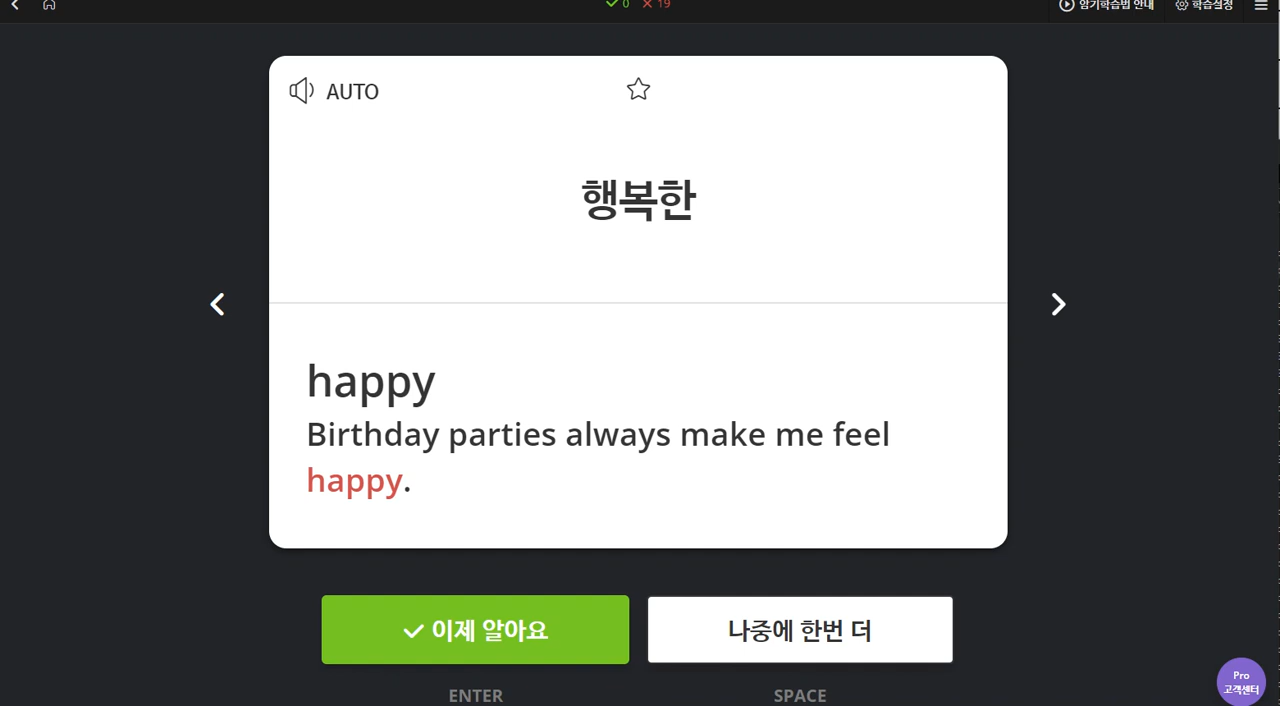 0 19 암기학습법 안내 학습설정
AUTO
행복한
happy
Birthday parties always make me feel
happy.
이제 알아요 나중에 한번 더
ENTER SPACE
Pro
고객센터